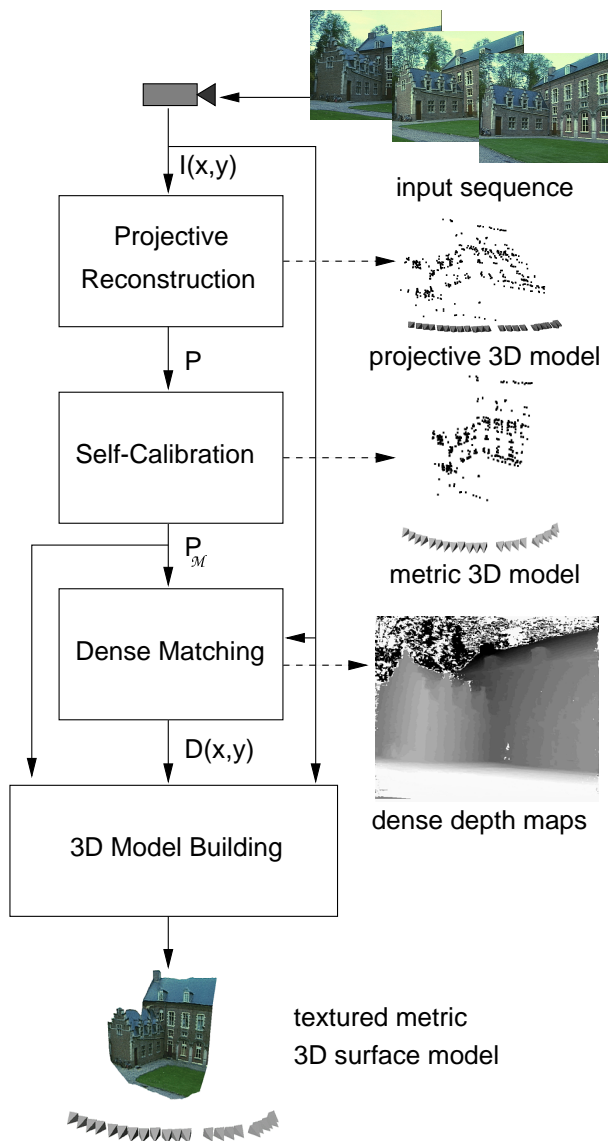 I(x,y)
input sequence
Projective
Reconstruction
projective 3D model
P
Self-Calibration
P_ℳ
metric 3D model
Dense Matching
D(x,y)
dense depth maps
3D Model Building
textured metric
3D surface model